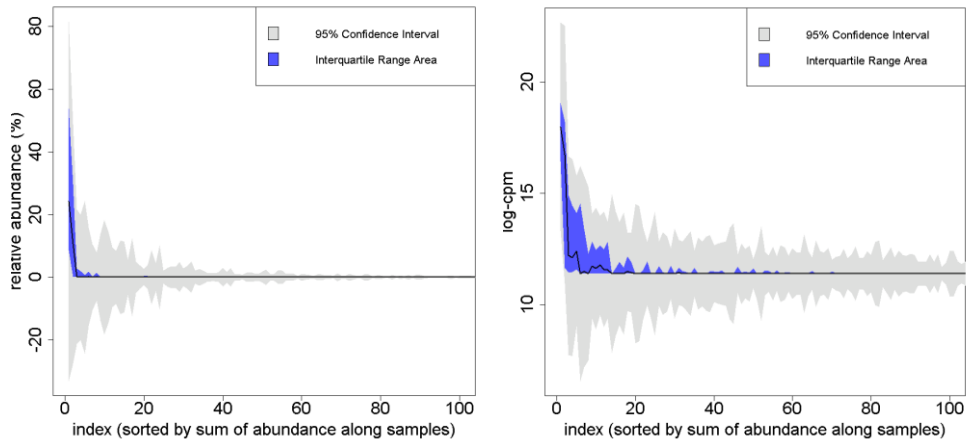 95% Confidence Interval
Interquartile Range Area
relative abundance (%)
80
60
40
20
0
-20
0 20 40 60 80 100
index (sorted by sum of abundance along samples)
95% Confidence Interval
Interquartile Range Area
log-cpm
20
15
10
0 20 40 60 80 100
index (sorted by sum of abundance along samples)